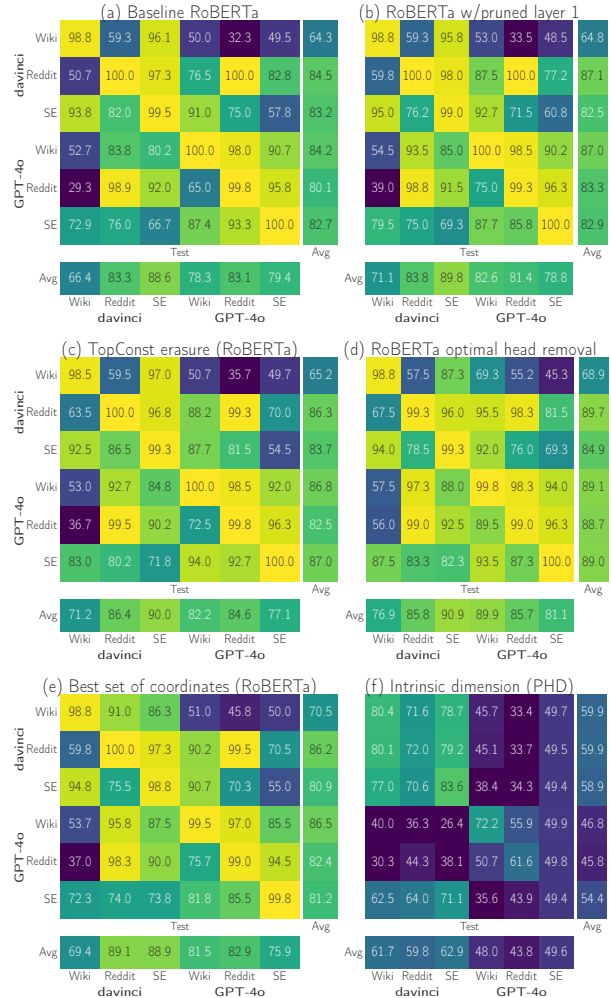 (a) Baseline RoBERTa
davinci
GPT-4o
Wiki 98.8 59.3 96.1 50.0 32.3 49.5 64.3
Reddit 50.7 100.0 97.3 76.5 100.0 82.8 84.5
SE 93.8 82.0 99.5 91.0 75.0 57.8 83.2
Wiki 52.7 83.8 80.2 100.0 98.0 90.7 84.2
Reddit 29.3 98.9 92.0 65.0 99.8 95.8 80.1
SE 72.9 76.0 66.7 87.4 93.3 100.0 82.7
Test Avg
Avg 66.4 83.3 88.6 78.3 83.1 79.4
Wiki Reddit SE Wiki Reddit SE
davinci GPT-4o
(b) RoBERTa w/pruned layer 1
davinci
GPT-4o
Wiki 98.8 59.3 95.8 53.0 33.5 48.5 64.8
Reddit 59.8 100.0 98.0 87.5 100.0 77.2 87.1
SE 95.0 76.2 99.0 92.7 71.5 60.8 82.5
Wiki 54.5 93.5 85.0 100.0 98.5 90.2 87.0
Reddit 39.0 98.8 91.5 75.0 99.3 96.3 83.3
SE 79.5 75.0 69.3 87.7 85.8 100.0 82.9
Test Avg
Avg 71.1 83.8 89.8 82.6 81.4 78.8
Wiki Reddit SE Wiki Reddit SE
davinci GPT-4o
(c) TopConst erasure (RoBERTa)
davinci
GPT-4o
Wiki 98.5 59.5 97.0 50.7 35.7 49.7 65.2
Reddit 63.5 100.0 96.8 88.2 99.3 70.0 86.3
SE 92.5 86.5 99.3 87.7 81.5 54.5 83.7
Wiki 53.0 92.7 84.8 100.0 98.5 92.0 86.8
Reddit 36.7 99.5 90.2 72.5 99.8 96.3 82.5
SE 83.0 80.2 71.8 94.0 92.7 100.0 87.0
Test Avg
Avg 71.2 86.4 90.0 82.2 84.6 77.1
Wiki Reddit SE Wiki Reddit SE
davinci GPT-4o
(d) RoBERTa optimal head removal
davinci
GPT-4o
Wiki 98.8 57.5 87.3 69.3 55.2 45.3 68.9
Reddit 67.5 99.3 96.0 95.5 98.3 81.5 89.7
SE 94.0 78.5 99.3 92.0 76.0 69.3 84.9
Wiki 57.5 97.3 88.0 99.8 98.3 94.0 89.1
Reddit 56.0 99.0 92.5 89.5 99.0 96.3 88.7
SE 87.5 83.3 82.3 93.5 87.3 100.0 89.0
Test Avg
Avg 76.9 85.8 90.9 89.9 85.7 81.1
Wiki Reddit SE Wiki Reddit SE
davinci GPT-4o
(e) Best set of coordinates (RoBERTa)
davinci
GPT-4o
Wiki 98.8 91.0 86.3 51.0 45.8 50.0 70.5
Reddit 59.8 100.0 97.3 90.2 99.5 70.5 86.2
SE 94.8 75.5 98.8 90.7 70.3 55.0 80.9
Wiki 53.7 95.8 87.5 99.5 97.0 85.5 86.5
Reddit 37.0 98.3 90.0 75.7 99.0 94.5 82.4
SE 72.3 74.0 73.8 81.8 85.5 99.8 81.2
Test Avg
Avg 69.4 89.1 88.9 81.5 82.9 75.9
Wiki Reddit SE Wiki Reddit SE
davinci GPT-4o
(f) Intrinsic dimension (PHD)
davinci
GPT-4o
Wiki 80.4 71.6 78.7 45.7 33.4 49.7 59.9
Reddit 80.1 72.0 79.2 45.1 33.7 49.5 59.9
SE 77.0 70.6 83.6 38.4 34.3 49.4 58.9
Wiki 40.0 36.3 26.4 72.2 55.9 49.9 46.8
Reddit 30.3 44.3 38.1 50.7 61.6 49.8 45.8
SE 62.5 64.0 71.1 35.6 43.9 49.4 54.4
Test Avg
Avg 61.7 59.8 62.9 48.0 43.8 49.6
Wiki Reddit SE Wiki Reddit SE
davinci GPT-4o